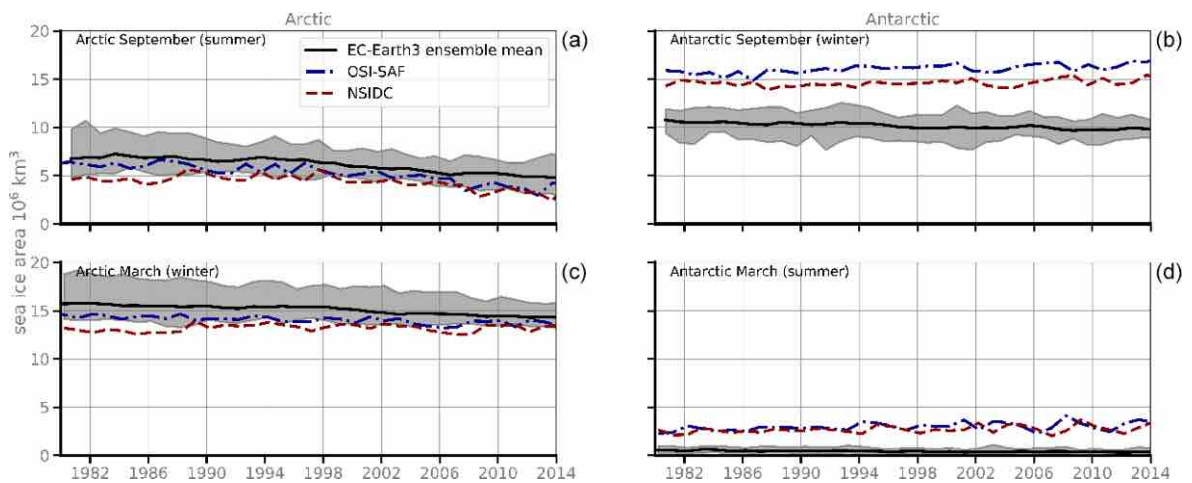 Arctic
Antarctic
sea ice area 10⁶ km³
20
15
10
5
0
Arctic September (summer)
EC-Earth3 ensemble mean
OSI-SAF
NSIDC
(a)
Antarctic September (winter)
(b)
20
15
10
5
0
Arctic March (winter)
(c)
Antarctic March (summer)
(d)
1982 1986 1990 1994 1998 2002 2006 2010 2014
1982 1986 1990 1994 1998 2002 2006 2010 2014